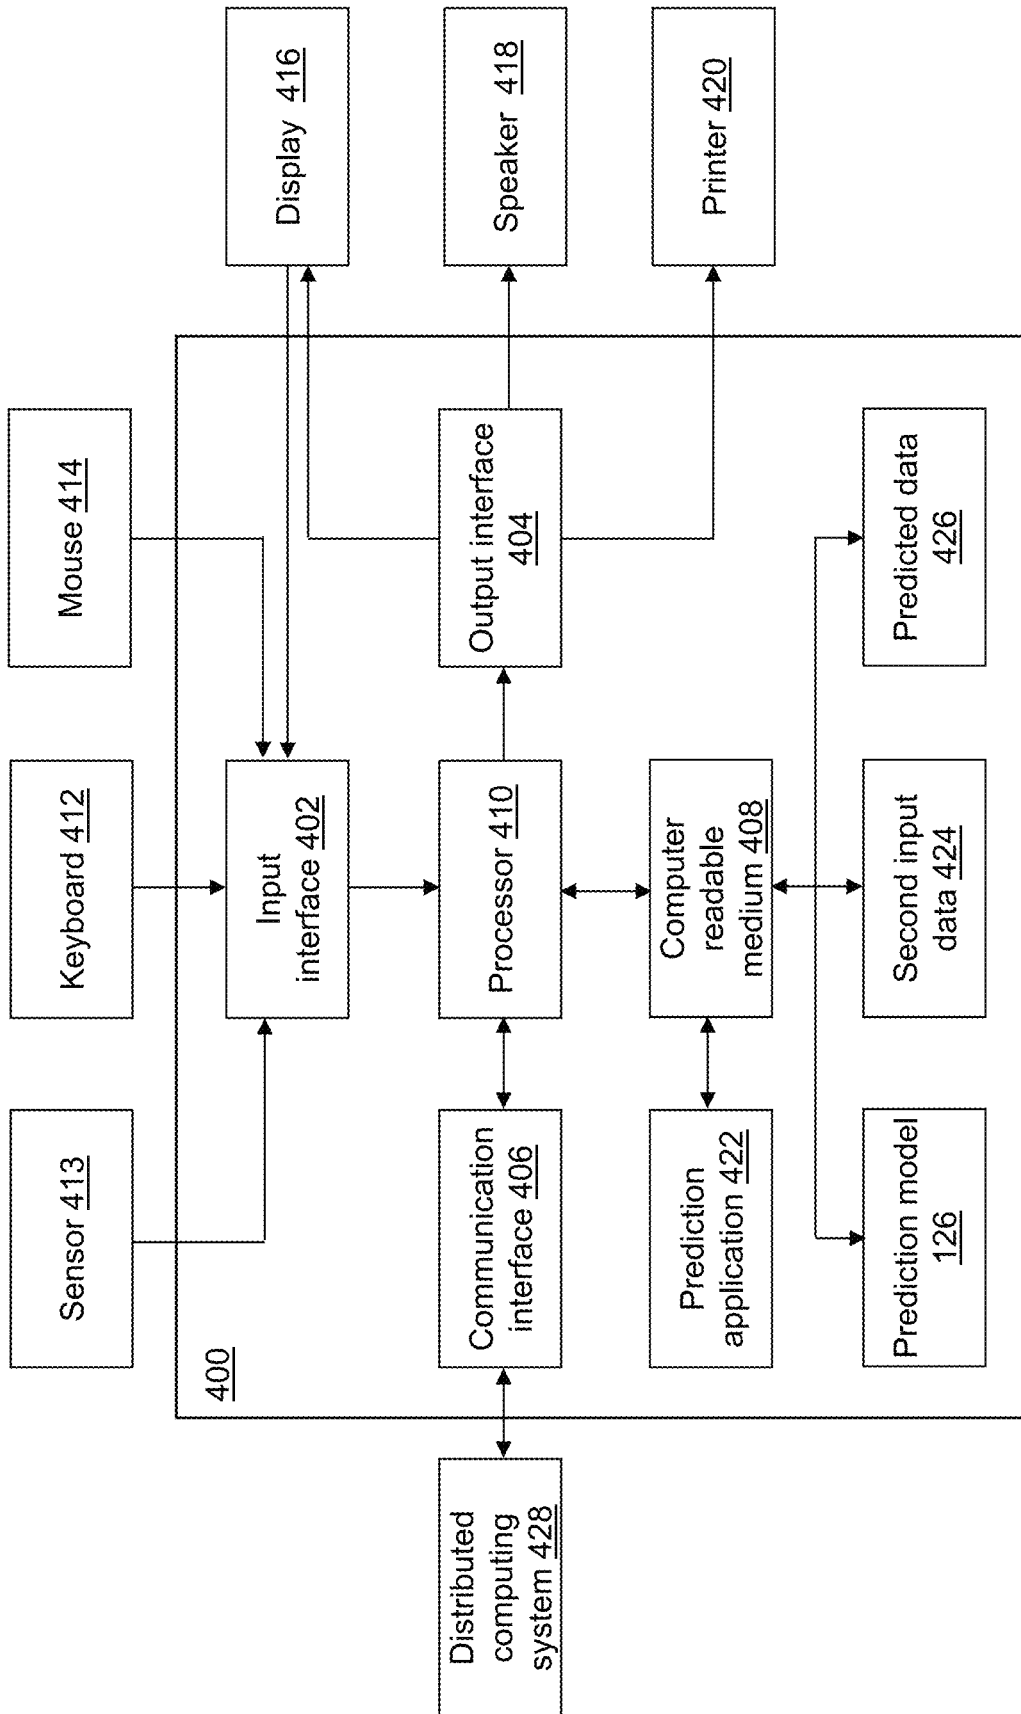 Sensor 413
Keyboard 412
Mouse 414
400
Input
interface 402
Display 416
Distributed
computing
system 428
Communication
interface 406
Processor 410
Output interface
404
Speaker 418
Prediction
application 422
Computer
readable
medium 408
Printer 420
Prediction model
126
Second input
data 424
Predicted data
426